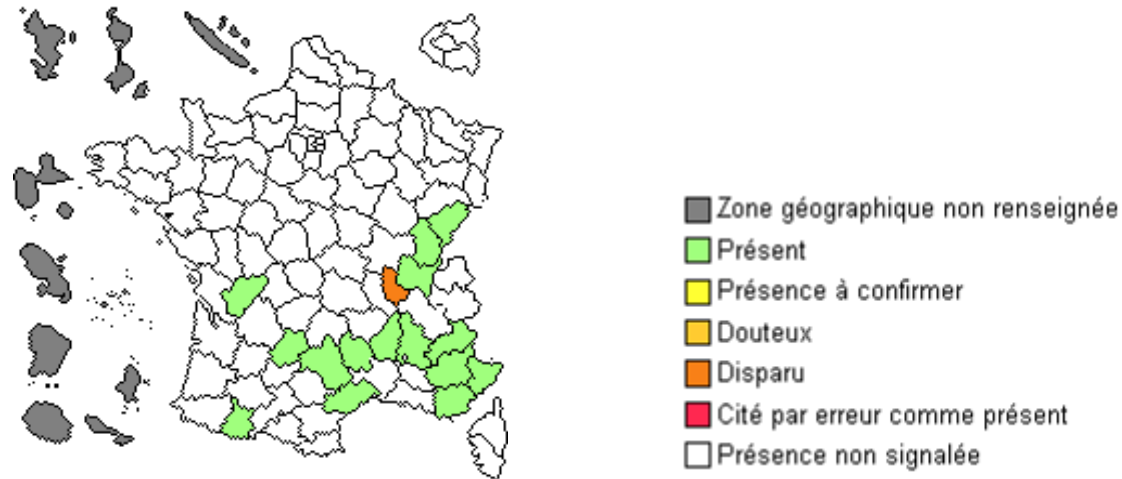 Zone géographique non renseignée
Présent
Présence à confirmer
Douteux
Disparu
Cité par erreur comme présent
Présence non signalée